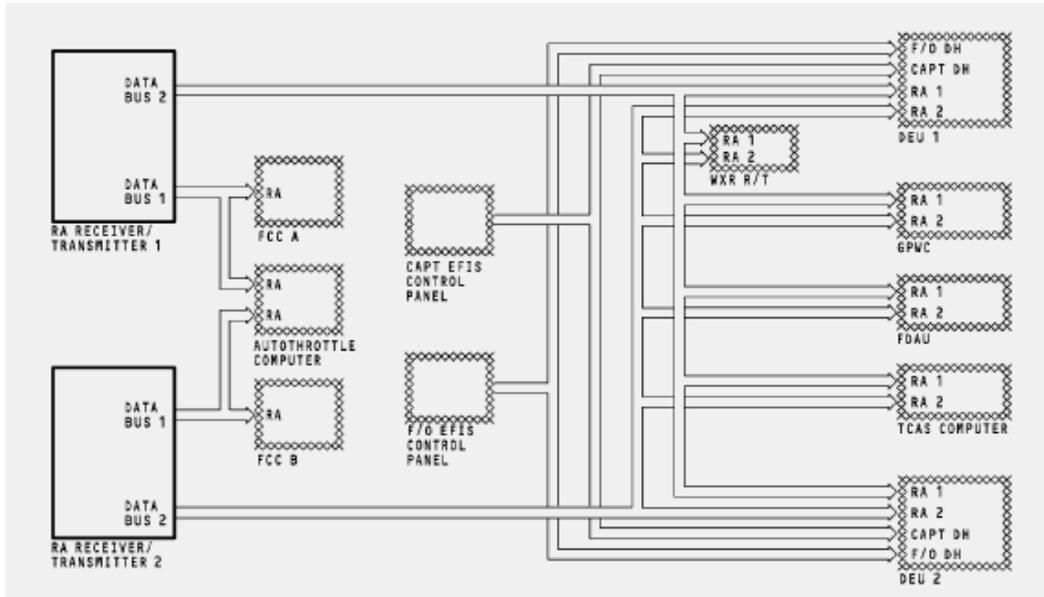 DATA
BUS 2
DATA
BUS 1
RA RECEIVER/
TRANSMITTER 1
RA
FCC A
RA
RA
AUTOTHROTTLE
COMPUTER
DATA
BUS 1
RA
FCC B
DATA
BUS 2
RA RECEIVER/
TRANSMITTER 2
CAPT EFIS
CONTROL
PANEL
F/O EFIS
CONTROL
PANEL
F/O DH
CAPT DH
RA 1
RA 2
DEU 1
RA 1
RA 2
WXR R/T
RA 1
RA 2
GPWC
RA 1
RA 2
FDAU
RA 1
RA 2
TCAS COMPUTER
RA 1
RA 2
CAPT DH
F/O DH
DEU 2